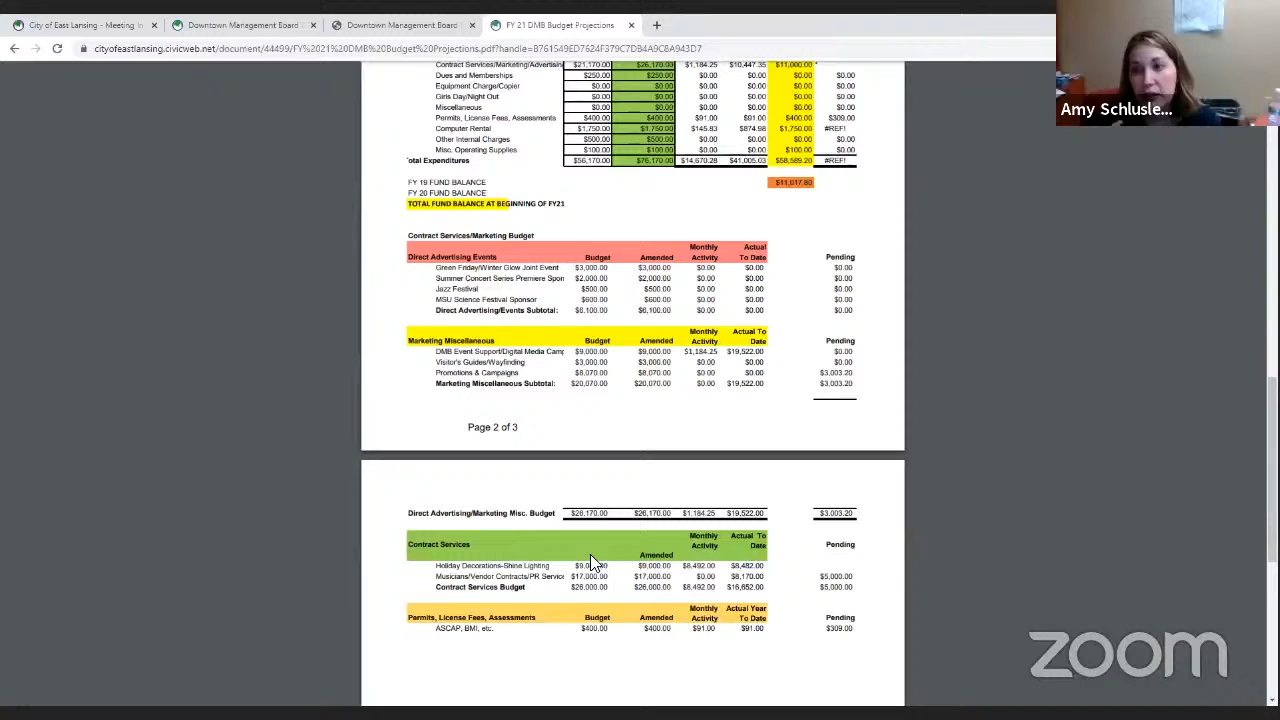 City of East Lansing - Meeting In
Downtown Management Board
Downtown Management Board
FY 21 DMB Budget Projections
cityofeastlansing.civicweb.net/document/44499/FY%2021%20DMB%20Budget%20Projections.pdf?handle=B761549ED7624F379C7DB4A9C8A943D7
Amy Schlusle...
Contract Services/Marketing/Advertising $21,170.00 $26,170.00 $1,184.25 $10,447.35 $11,000.00 *
Dues and Memberships $250.00 $250.00 $0.00 $0.00 $0.00 $0.00
Equipment Charge/Copier $0.00 $0.00 $0.00 $0.00 $0.00 $0.00
Girls Day/Night Out $0.00 $0.00 $0.00 $0.00 $0.00 $0.00
Miscellaneous $0.00 $0.00 $0.00 $0.00 $0.00 $0.00
Permits, License Fees, Assessments $400.00 $400.00 $91.00 $91.00 $400.00 $309.00
Computer Rental $1,750.00 $1,750.00 $145.83 $874.98 $1,750.00 #REF!
Other Internal Charges $500.00 $500.00 $0.00 $0.00 $0.00 $0.00
Misc. Operating Supplies $100.00 $100.00 $0.00 $0.00 $100.00 $0.00
Total Expenditures $56,170.00 $76,170.00 $14,670.28 $41,005.03 $58,589.20 #REF!
FY 19 FUND BALANCE $11,017.80
FY 20 FUND BALANCE
TOTAL FUND BALANCE AT BEGINNING OF FY21
Contract Services/Marketing Budget
Monthly Actual
Direct Advertising Events Budget Amended Activity To Date Pending
Green Friday/Winter Glow Joint Event $3,000.00 $3,000.00 $0.00 $0.00 $0.00
Summer Concert Series Premiere Spon $2,000.00 $2,000.00 $0.00 $0.00 $0.00
Jazz Festival $500.00 $500.00 $0.00 $0.00 $0.00
MSU Science Festival Sponsor $600.00 $600.00 $0.00 $0.00 $0.00
Direct Advertising/Events Subtotal: $6,100.00 $6,100.00 $0.00 $0.00 $0.00
Monthly Actual To
Marketing Miscellaneous Budget Amended Activity Date Pending
DMB Event Support/Digital Media Camp $9,000.00 $9,000.00 $1,184.25 $19,522.00 $0.00
Visitor's Guides/Wayfinding $3,000.00 $3,000.00 $0.00 $0.00 $0.00
Promotions & Campaigns $8,070.00 $8,070.00 $0.00 $0.00 $3,003.20
Marketing Miscellaneous Subtotal: $20,070.00 $20,070.00 $0.00 $19,522.00 $3,003.20
Page 2 of 3
Direct Advertising/Marketing Misc. Budget $26,170.00 $26,170.00 $1,184.25 $19,522.00 $3,003.20
Monthly Actual To
Contract Services Activity Date Pending
Amended
Holiday Decorations-Shine Lighting $9,000.00 $8,492.00 $8,482.00
Musicians/Vendor Contracts/PR Service $17,000.00 $17,000.00 $0.00 $8,170.00 $5,000.00
Contract Services Budget $26,000.00 $26,000.00 $8,492.00 $16,652.00 $5,000.00
Monthly Actual Year
Permits, License Fees, Assessments Budget Amended Activity To Date Pending
ASCAP, BMI, etc. $400.00 $400.00 $91.00 $91.00 $309.00
zoom